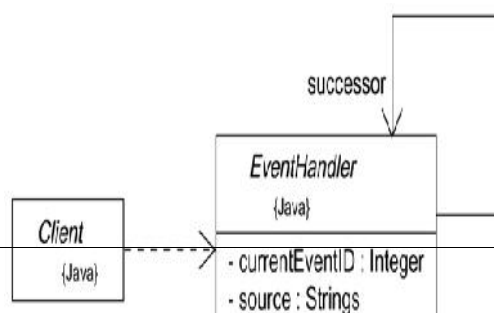 successor
EventHandler
{Java}
Client
{Java}
- currentEventID : Integer
- source : Strings